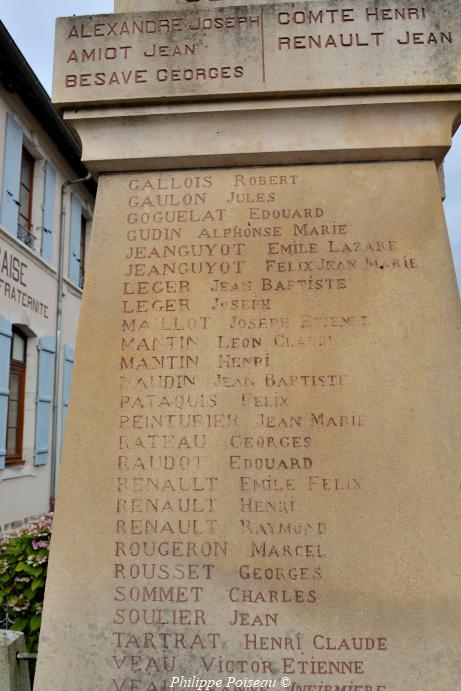 ALEXANDRE JOSEPH
AMIOT JEAN
BESAVE GEORGES
COMTE HENRI
RENAULT JEAN
GALLOIS ROBERT
GAULON JULES
GOGUELAT EDOUARD
GUDIN ALPHONSE MARIE
JEANGUYOT EMILE LAZARE
JEANGUYOT FELIX JEAN MARIE
LEGER JEAN BAPTISTE
LEGER JOSEPH
MAILLOT JOSEPH ETIENNE
MANTIN LEON CLAUDE
MANTIN HENRI
NAUDIN JEAN BAPTISTE
PATAQUIS FELIX
PEINTURIER JEAN MARIE
RATEAU GEORGES
RAUDOT EDOUARD
RENAULT EMILE FELIX
RENAULT HENRI
RENAULT RAYMOND
ROUGERON MARCEL
ROUSSET GEORGES
SOMMET CHARLES
SOULIER JEAN
TARTRAT HENRI CLAUDE
VEAU VICTOR ETIENNE
VEAU INFIRMIERE
AISE
FRATERNITE
Philippe Poiseau ©